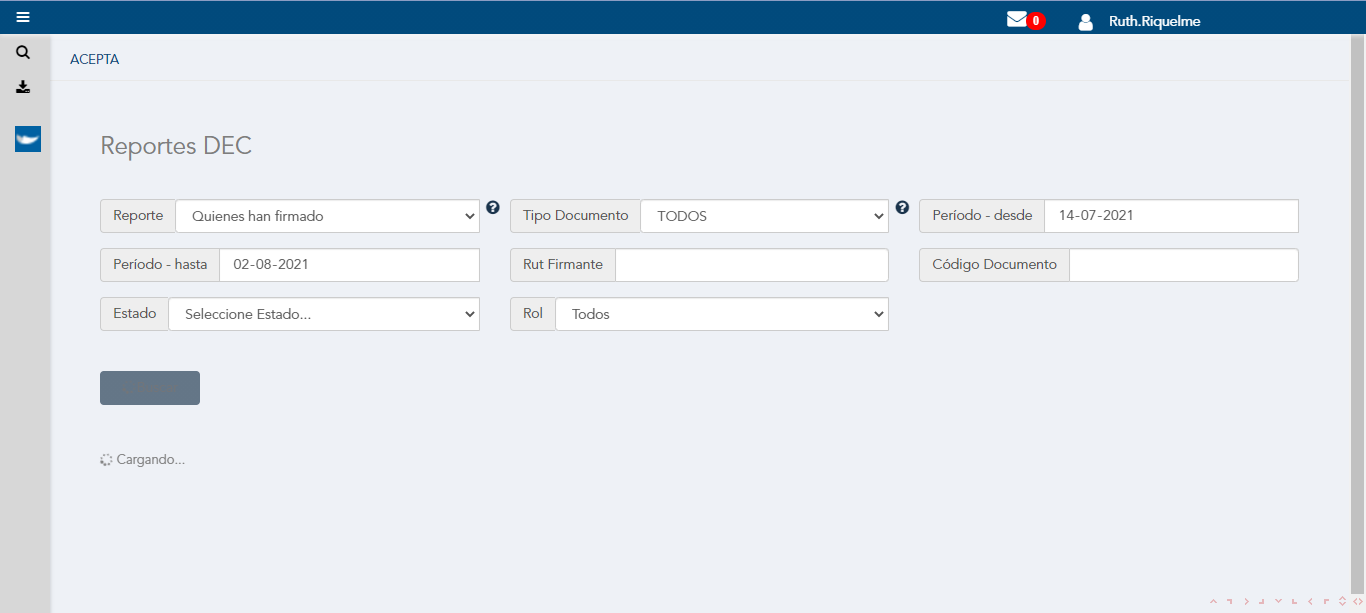 0 Ruth.Riquelme
ACEPTA
Reportes DEC
Reporte Quienes han firmado ? Tipo Documento TODOS ? Período - desde 14-07-2021
Período - hasta 02-08-2021 Rut Firmante Código Documento
Estado Seleccione Estado... Rol Todos
Cargando...